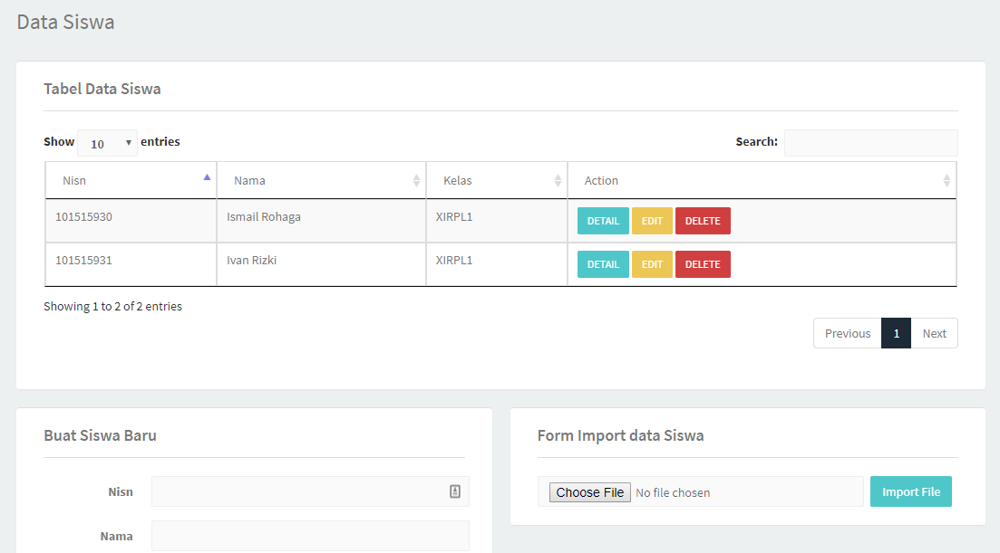 Data Siswa
Tabel Data Siswa
Show 10 entries Search:
Nisn Nama Kelas Action
101515930 Ismail Rohaga XIRPL1 DETAIL EDIT DELETE
101515931 Ivan Rizki XIRPL1 DETAIL EDIT DELETE
Showing 1 to 2 of 2 entries
Previous 1 Next
Buat Siswa Baru
Nisn
Nama
Form Import data Siswa
Choose File No file chosen Import File